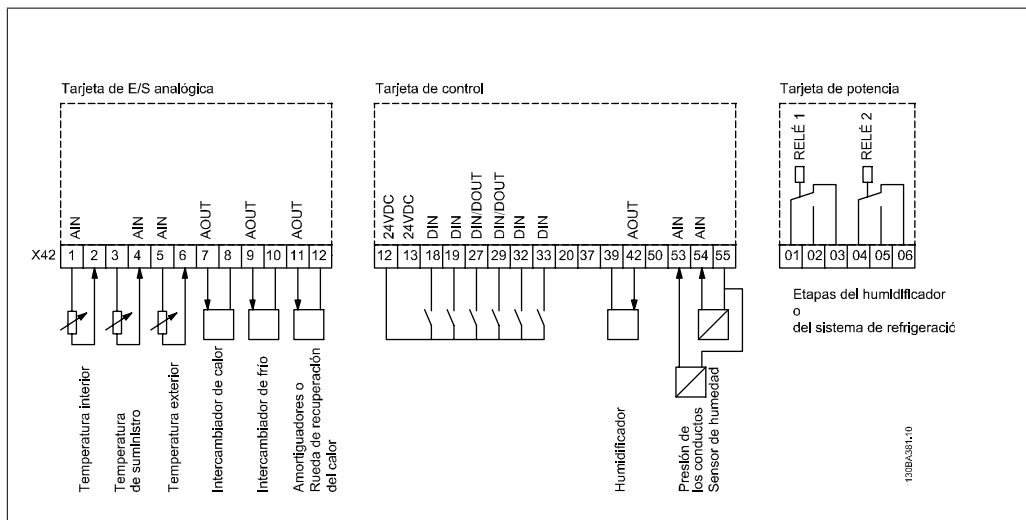 Tarjeta de E/S analógica
Tarjeta de control
Tarjeta de potencia
AIN
AIN
AIN
AOUT
AOUT
AOUT
24VDC
24VDC
DIN
DIN
DIN/DOUT
DIN/DOUT
DIN
DIN
AOUT
AIN
AIN
RELÉ 1
RELÉ 2
X42
1 2 3 4 5 6 7 8 9 10 11 12
12 13 18 19 27 29 32 33 20 37 39 42 50 53 54 55
01 02 03 04 05 06
Temperatura interior
Temperatura
de suministro
Temperatura exterior
Intercambiador de calor
Intercambiador de frío
Amortiguadores o
Rueda de recuperación
del calor
Humidificador
Presión de
los conductos
Sensor de humedad
Etapas del humidificador
o
del sistema de refrigeració
130BA381.10